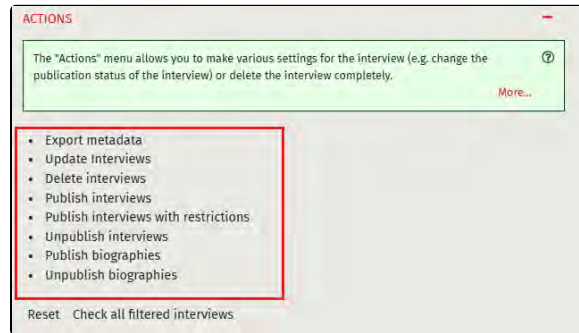 ACTIONS
The "Actions" menu allows you to make various settings for the interview (e.g. change the
publication status of the interview) or delete the interview completely.
More...
• Export metadata
• Update Interviews
• Delete interviews
• Publish interviews
• Publish interviews with restrictions
• Unpublish interviews
• Publish biographies
• Unpublish biographies
Reset Check all filtered interviews